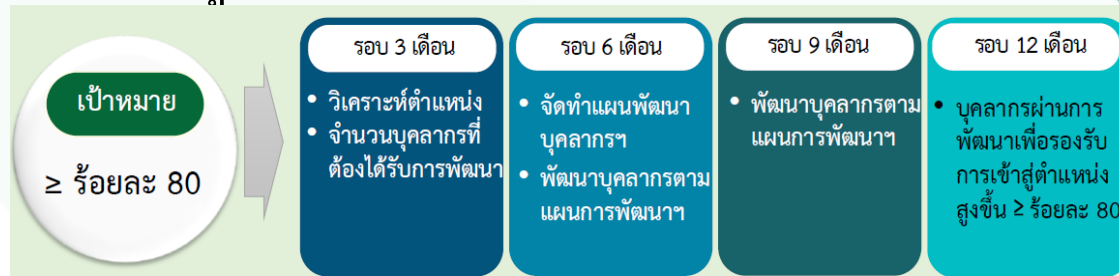 เป้าหมาย
≥ ร้อยละ 80
รอบ 3 เดือน
• วิเคราะห์ตำแหน่ง
• จำนวนบุคลากรที่
ต้องได้รับการพัฒนา
รอบ 6 เดือน
• จัดทำแผนพัฒนา
บุคลากรฯ
• พัฒนาบุคลากรตาม
แผนการพัฒนาฯ
รอบ 9 เดือน
• พัฒนาบุคลากรตาม
แผนการพัฒนาฯ
รอบ 12 เดือน
• บุคลากรผ่านการ
พัฒนาเพื่อรองรับ
การเข้าสู่ตำแหน่ง
สูงขึ้น ≥ ร้อยละ 80